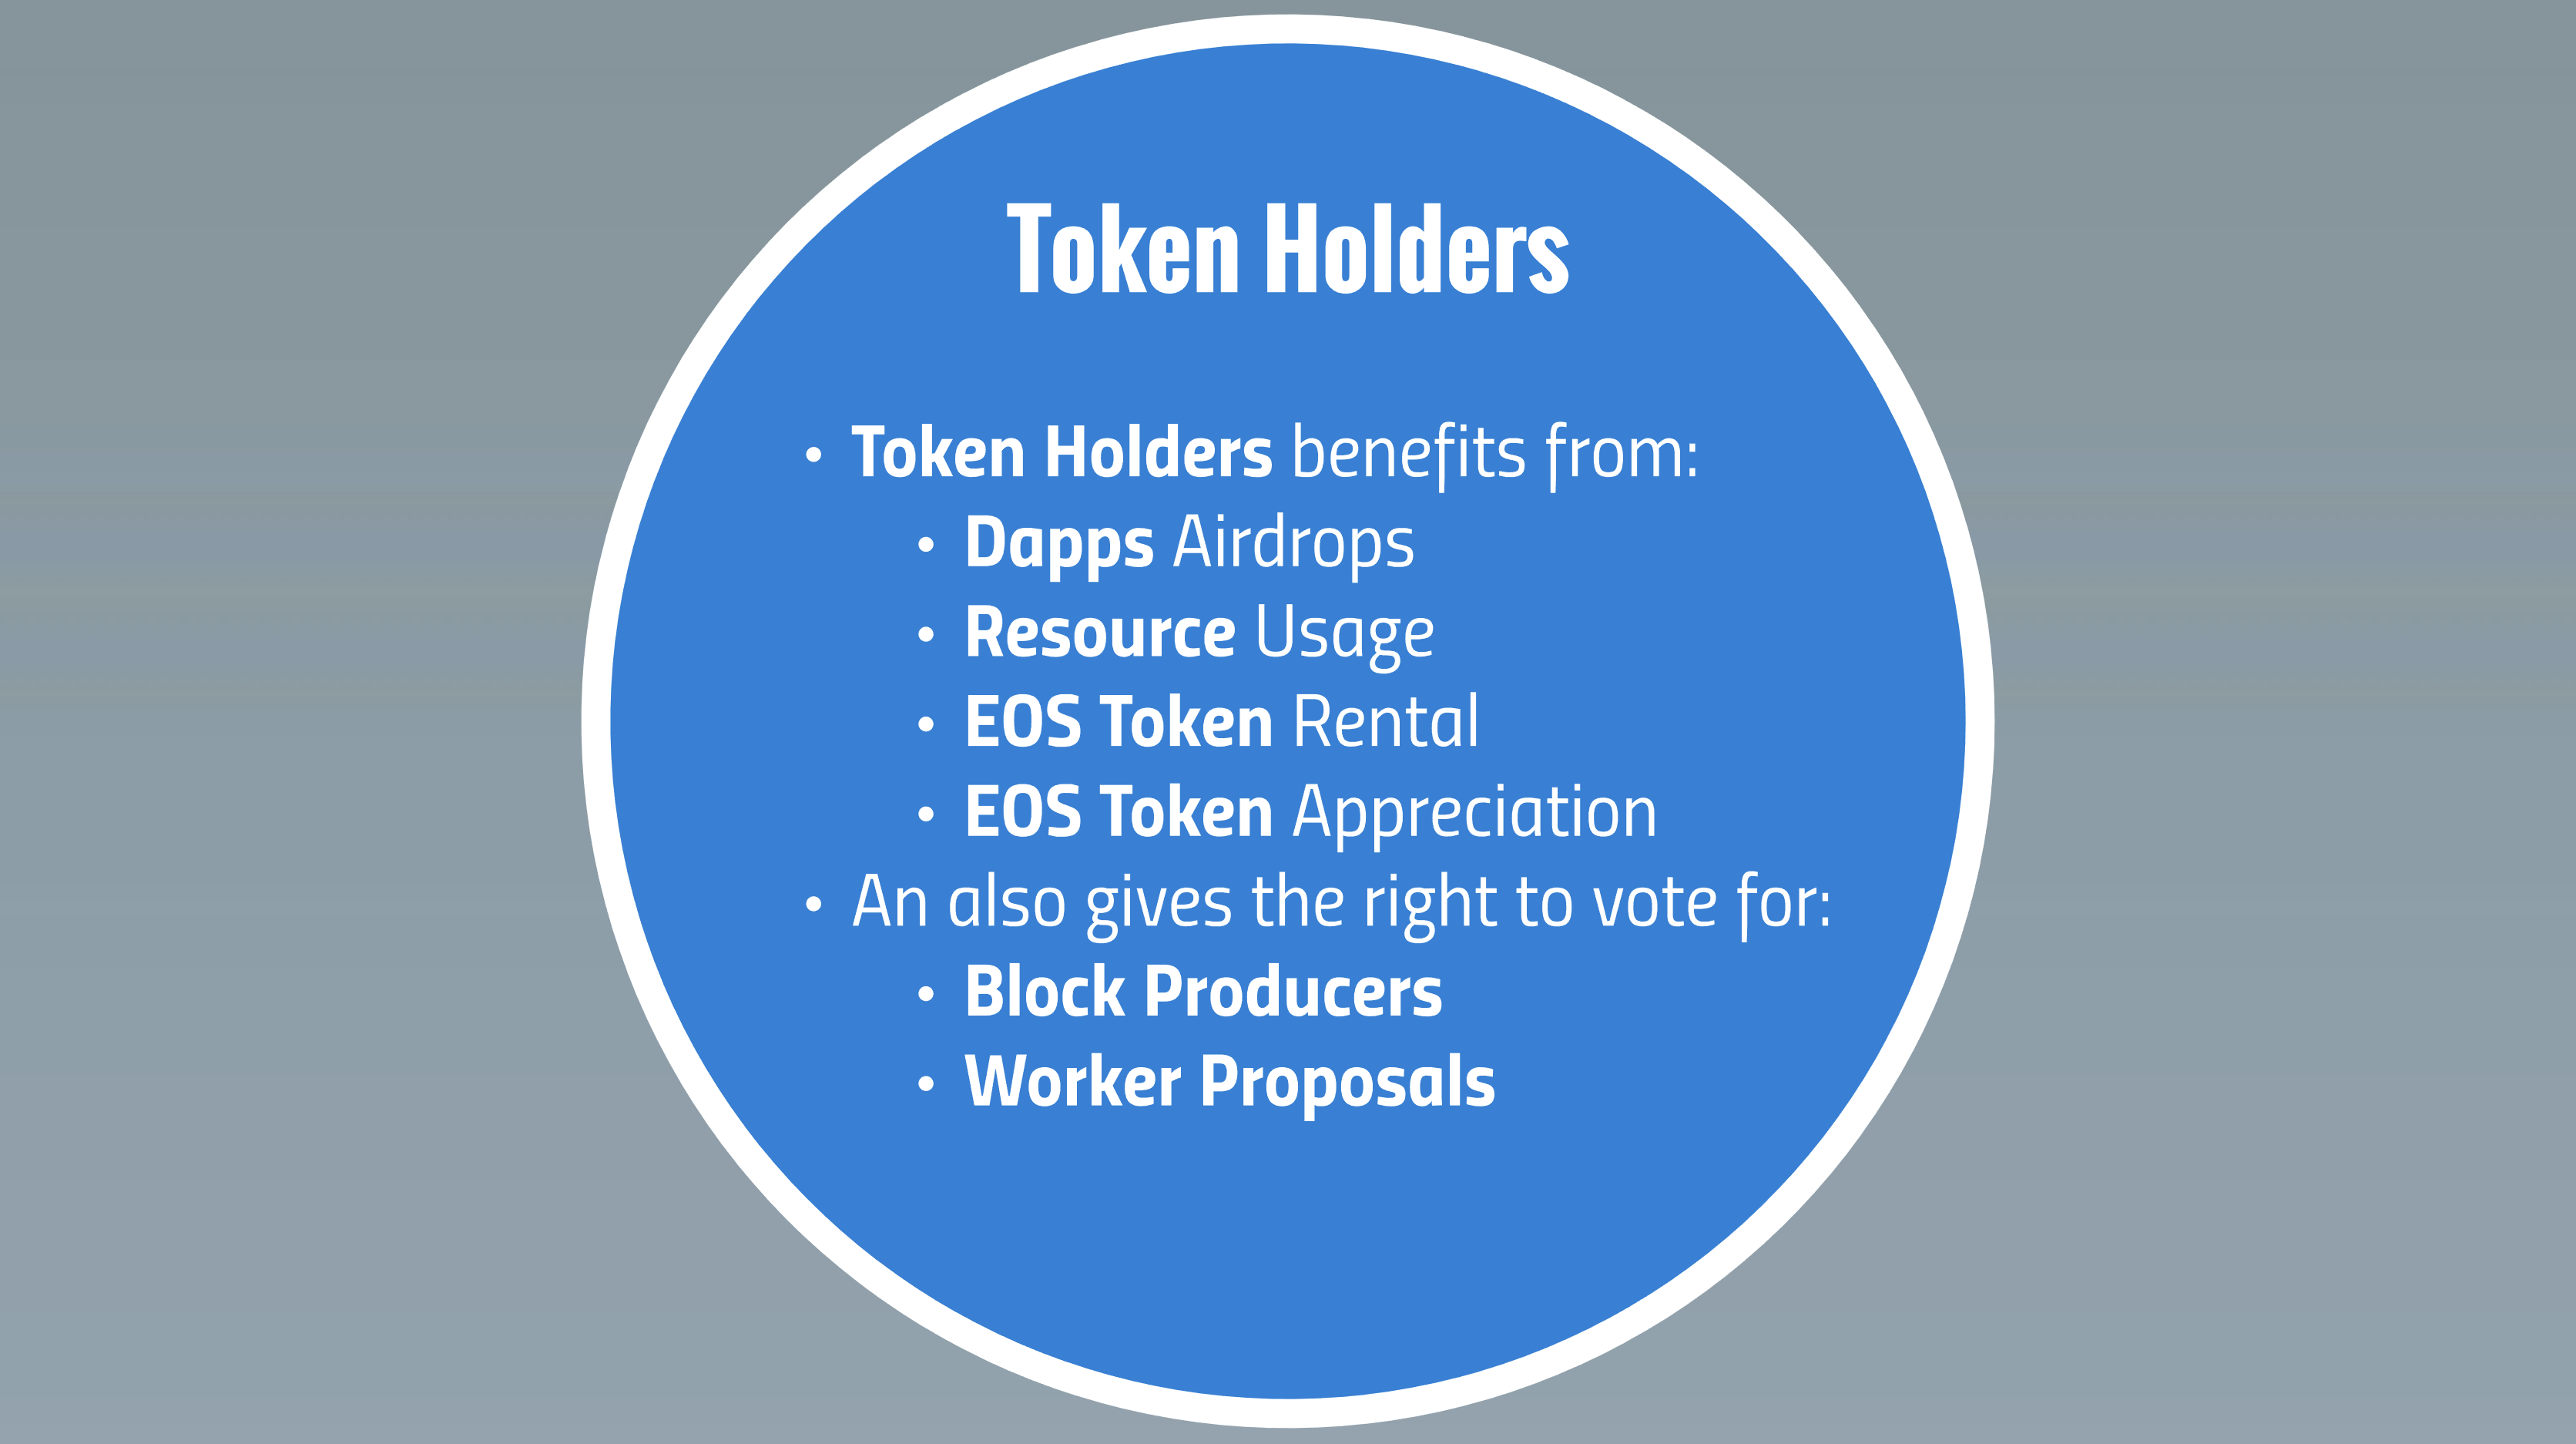 Token Holders
• Token Holders benefits from:
• Dapps Airdrops
• Resource Usage
• EOS Token Rental
• EOS Token Appreciation
• An also gives the right to vote for:
• Block Producers
• Worker Proposals